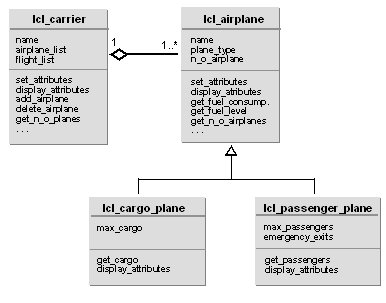 lcl_carrier
name
airplane_list
flight_list
set_attributes
display_attributes
add_airplane
delete_airplane
get_n_o_planes
. . .
1
1..*
lcl_airplane
name
plane_type
n_o_airplane
set_attributes
display_atributes
get_fuel_consump.
get_fuel_level
get_n_o_airplanes
. . .
lcl_cargo_plane
max_cargo
get_cargo
display_attributes
lcl_passenger_plane
max_passengers
emergency_exits
get_passengers
display_attributes